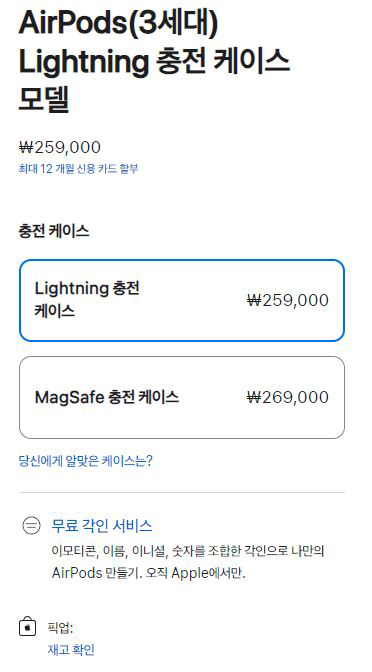 AirPods(3세대)
Lightning 충전 케이스
모델
₩259,000
최대 12 개월 신용 카드 할부
충전 케이스
Lightning 충전
케이스
₩259,000
MagSafe 충전 케이스
₩269,000
당신에게 알맞은 케이스는?
무료 각인 서비스
이모티콘, 이름, 이니셜, 숫자를 조합한 각인으로 나만의
AirPods 만들기. 오직 Apple에서만.
픽업:
재고 확인